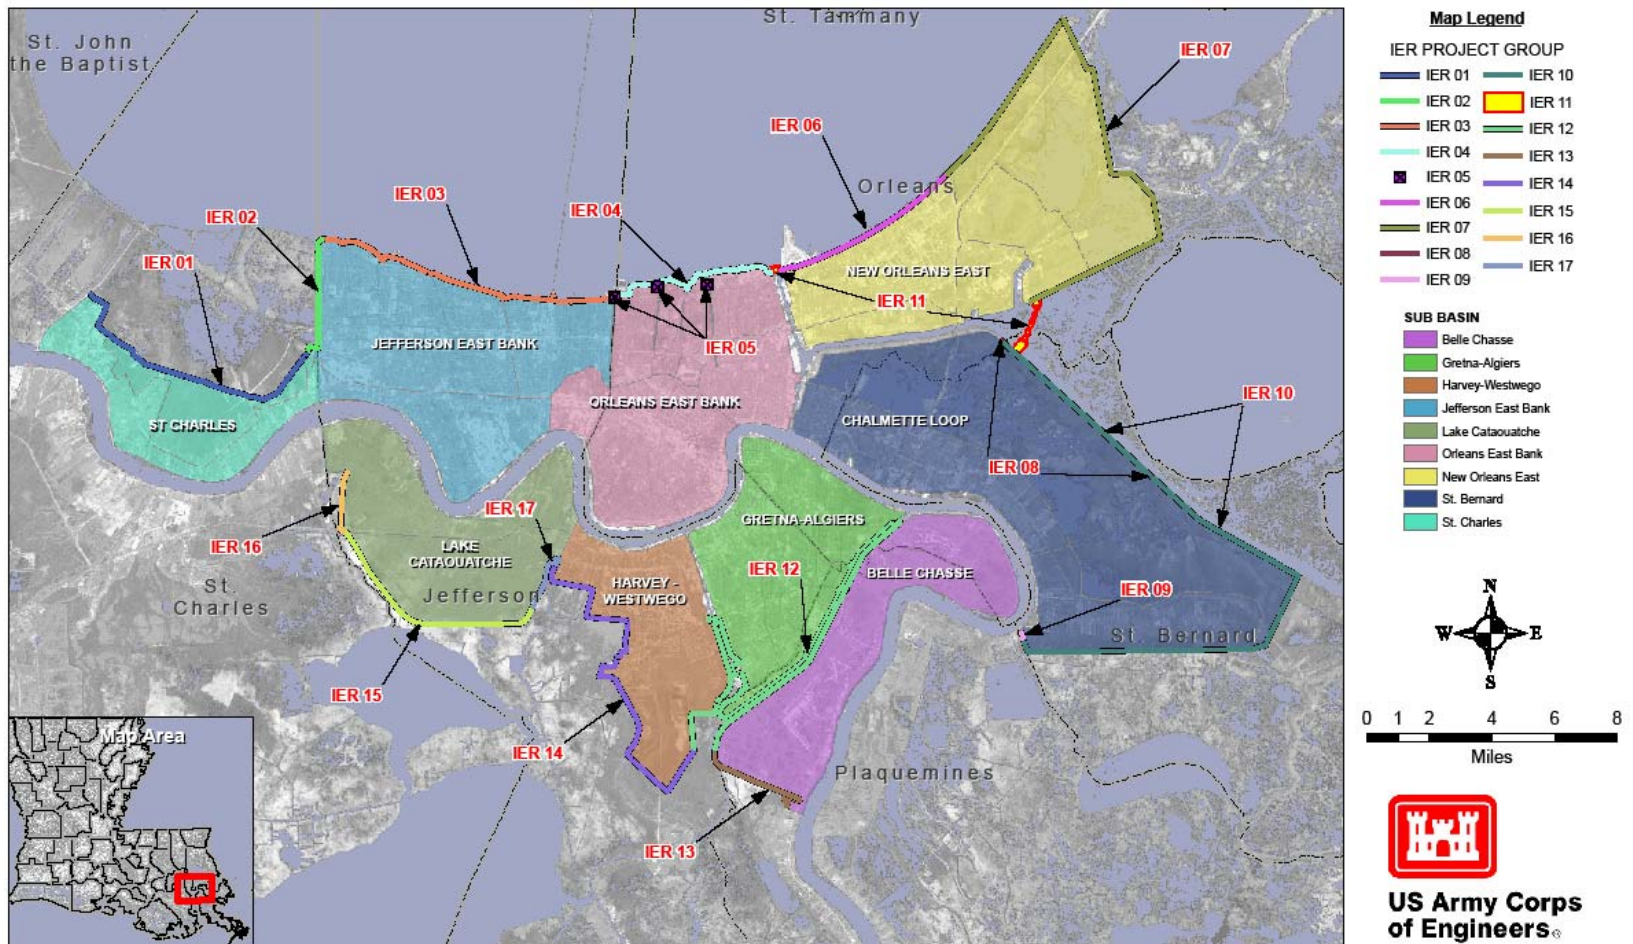 St. Tammany
St. John
the Baptist
IER 07
IER 06
Orleans
IER 03
IER 04
IER 02
IER 01
NEW ORLEANS EAST
IER 11
JEFFERSON EAST BANK
IER 05
IER 10
ST CHARLES
ORLEANS EAST BANK
CHALMETTE LOOP
IER 08
IER 17
GRETNA-ALGIERS
IER 16
LAKE
CATAOUATCHE
IER 12
BELLE CHASSE
HARVEY -
WESTWEGO
St.
Charles
Jefferson
IER 09
St. Bernard
IER 15
IER 14
Map Area
Plaquemines
IER 13
Map Legend
IER PROJECT GROUP
IER 01
IER 02
IER 03
IER 04
IER 05
IER 06
IER 07
IER 08
IER 09
IER 10
IER 11
IER 12
IER 13
IER 14
IER 15
IER 16
IER 17
SUB BASIN
Belle Chasse
Gretna-Algiers
Harvey-Westwego
Jefferson East Bank
Lake Cataouatche
Orleans East Bank
New Orleans East
St. Bernard
St. Charles
N
W E
S
0 1 2 4 6 8
Miles
US Army Corps
of Engineers®